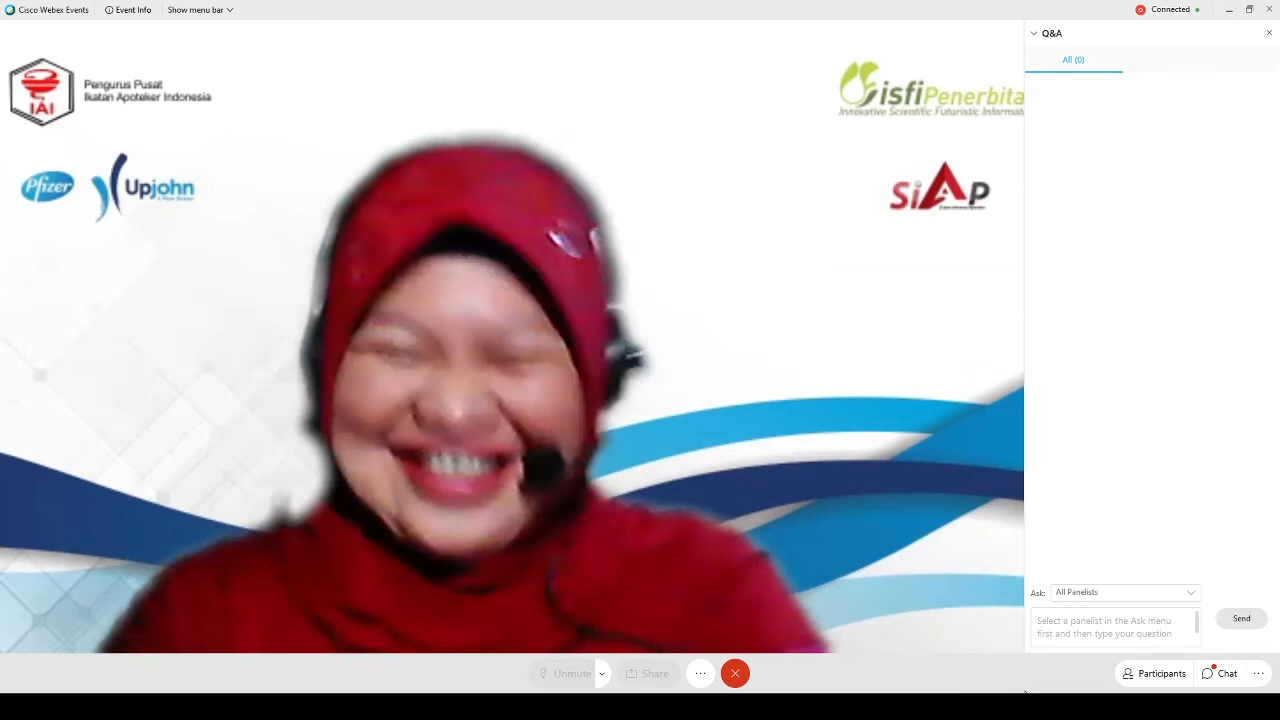 Cisco Webex Events
Event Info
Show menu bar
Connected
Pengurus Pusat
Ikatan Apoteker Indonesia
IAI
isfiPenerbita
Innovative Scientific Futuristic Informat
Pfizer
Upjohn
SiAP
Q&A
All (0)
Ask:
All Panelists
Select a panelist in the Ask menu
first and then type your question
Send
Unmute
Share
Participants
Chat